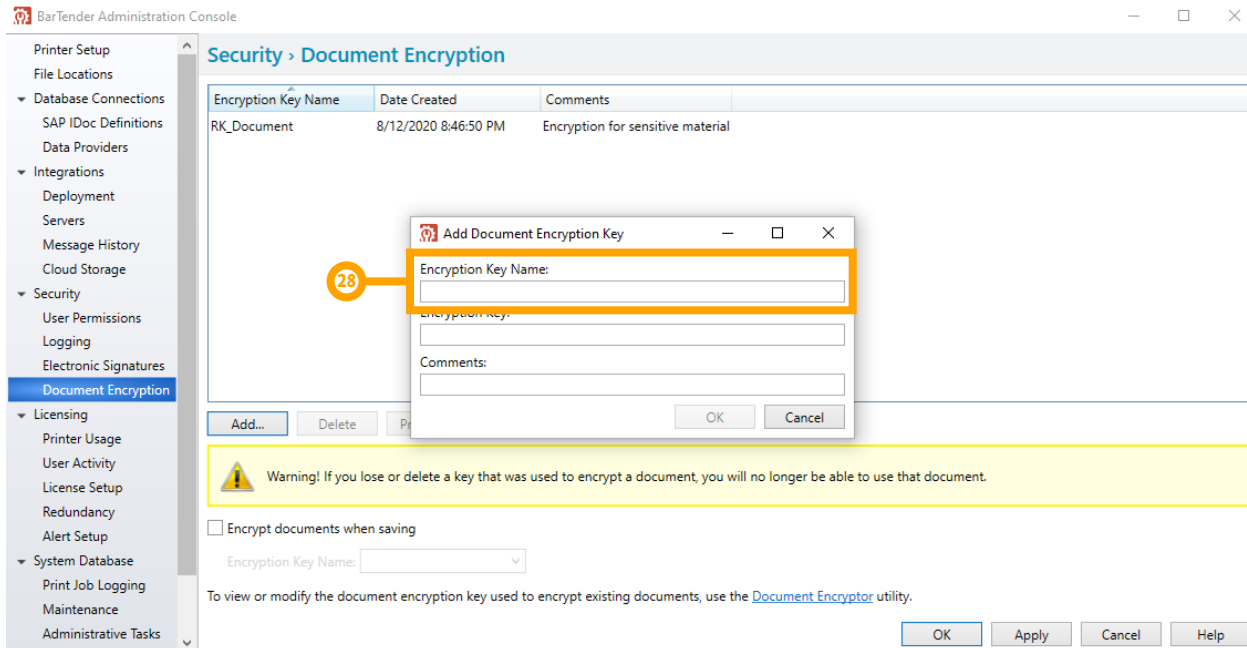 BarTender Administration Console
Printer Setup
File Locations
Database Connections
SAP IDoc Definitions
Data Providers
Integrations
Deployment
Servers
Message History
Cloud Storage
Security
User Permissions
Logging
Electronic Signatures
Document Encryption
Licensing
Printer Usage
User Activity
License Setup
Redundancy
Alert Setup
System Database
Print Job Logging
Maintenance
Administrative Tasks
Security › Document Encryption
Encryption Key Name Date Created Comments
RK_Document 8/12/2020 8:46:50 PM Encryption for sensitive material
Add Document Encryption Key
28
Encryption Key Name:
Encryption Key:
Comments:
OK Cancel
Add... Delete
Warning! If you lose or delete a key that was used to encrypt a document, you will no longer be able to use that document.
Encrypt documents when saving
Encryption Key Name:
To view or modify the document encryption key used to encrypt existing documents, use the Document Encryptor utility.
OK Apply Cancel Help